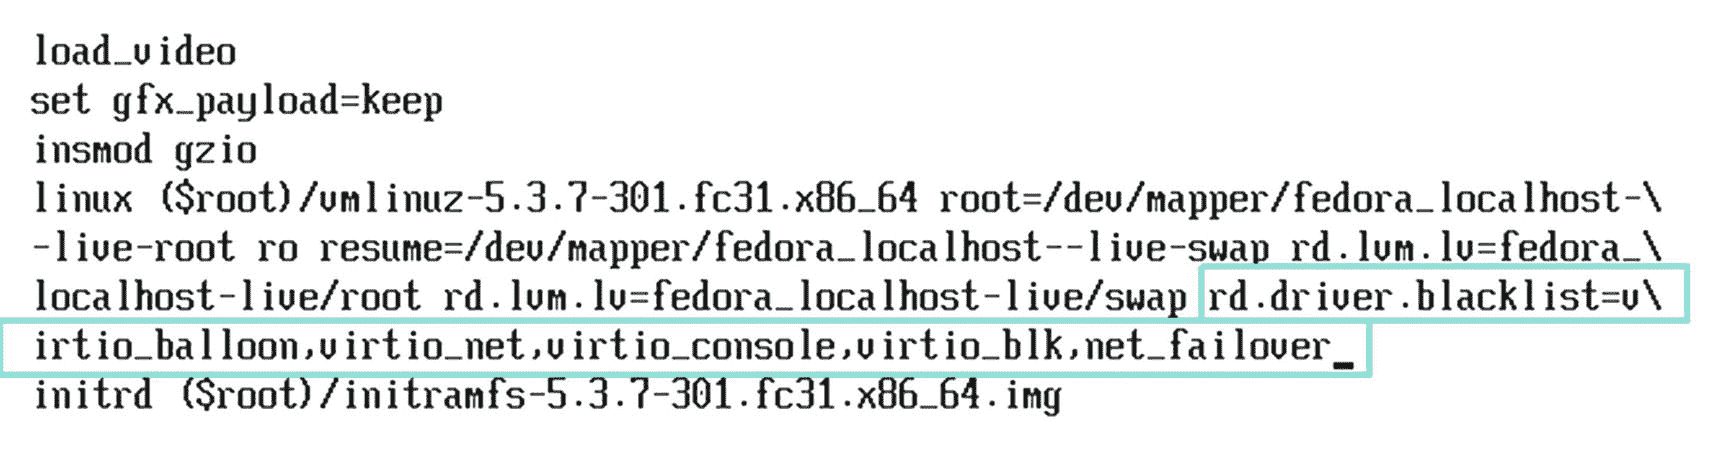 load_video
set gfx_payload=keep
insmod gzio
linux ($root)/vmlinuz-5.3.7-301.fc31.x86_64 root=/dev/mapper/fedora_localhost-\
-live-root ro resume=/dev/mapper/fedora_localhost--live-swap rd.lvm.lv=fedora_\
localhost-live/root rd.lvm.lv=fedora_localhost-live/swap rd.driver.blacklist=v\
irtio_balloon,virtio_net,virtio_console,virtio_blk,net_failover_
initrd ($root)/initramfs-5.3.7-301.fc31.x86_64.img